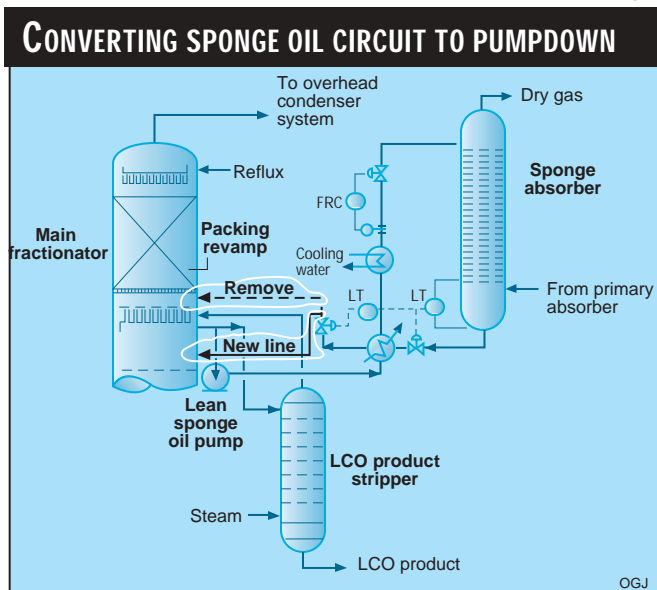 CONVERTING SPONGE OIL CIRCUIT TO PUMPDOWN
To overhead
condenser
system
Dry gas
Reflux
Sponge
absorber
FRC
Main
fractionator
Packing
revamp
Cooling
water
Remove
LT
LT
From primary
absorber
New line
Lean
sponge
oil pump
LCO product
stripper
Steam
LCO product
OGJ